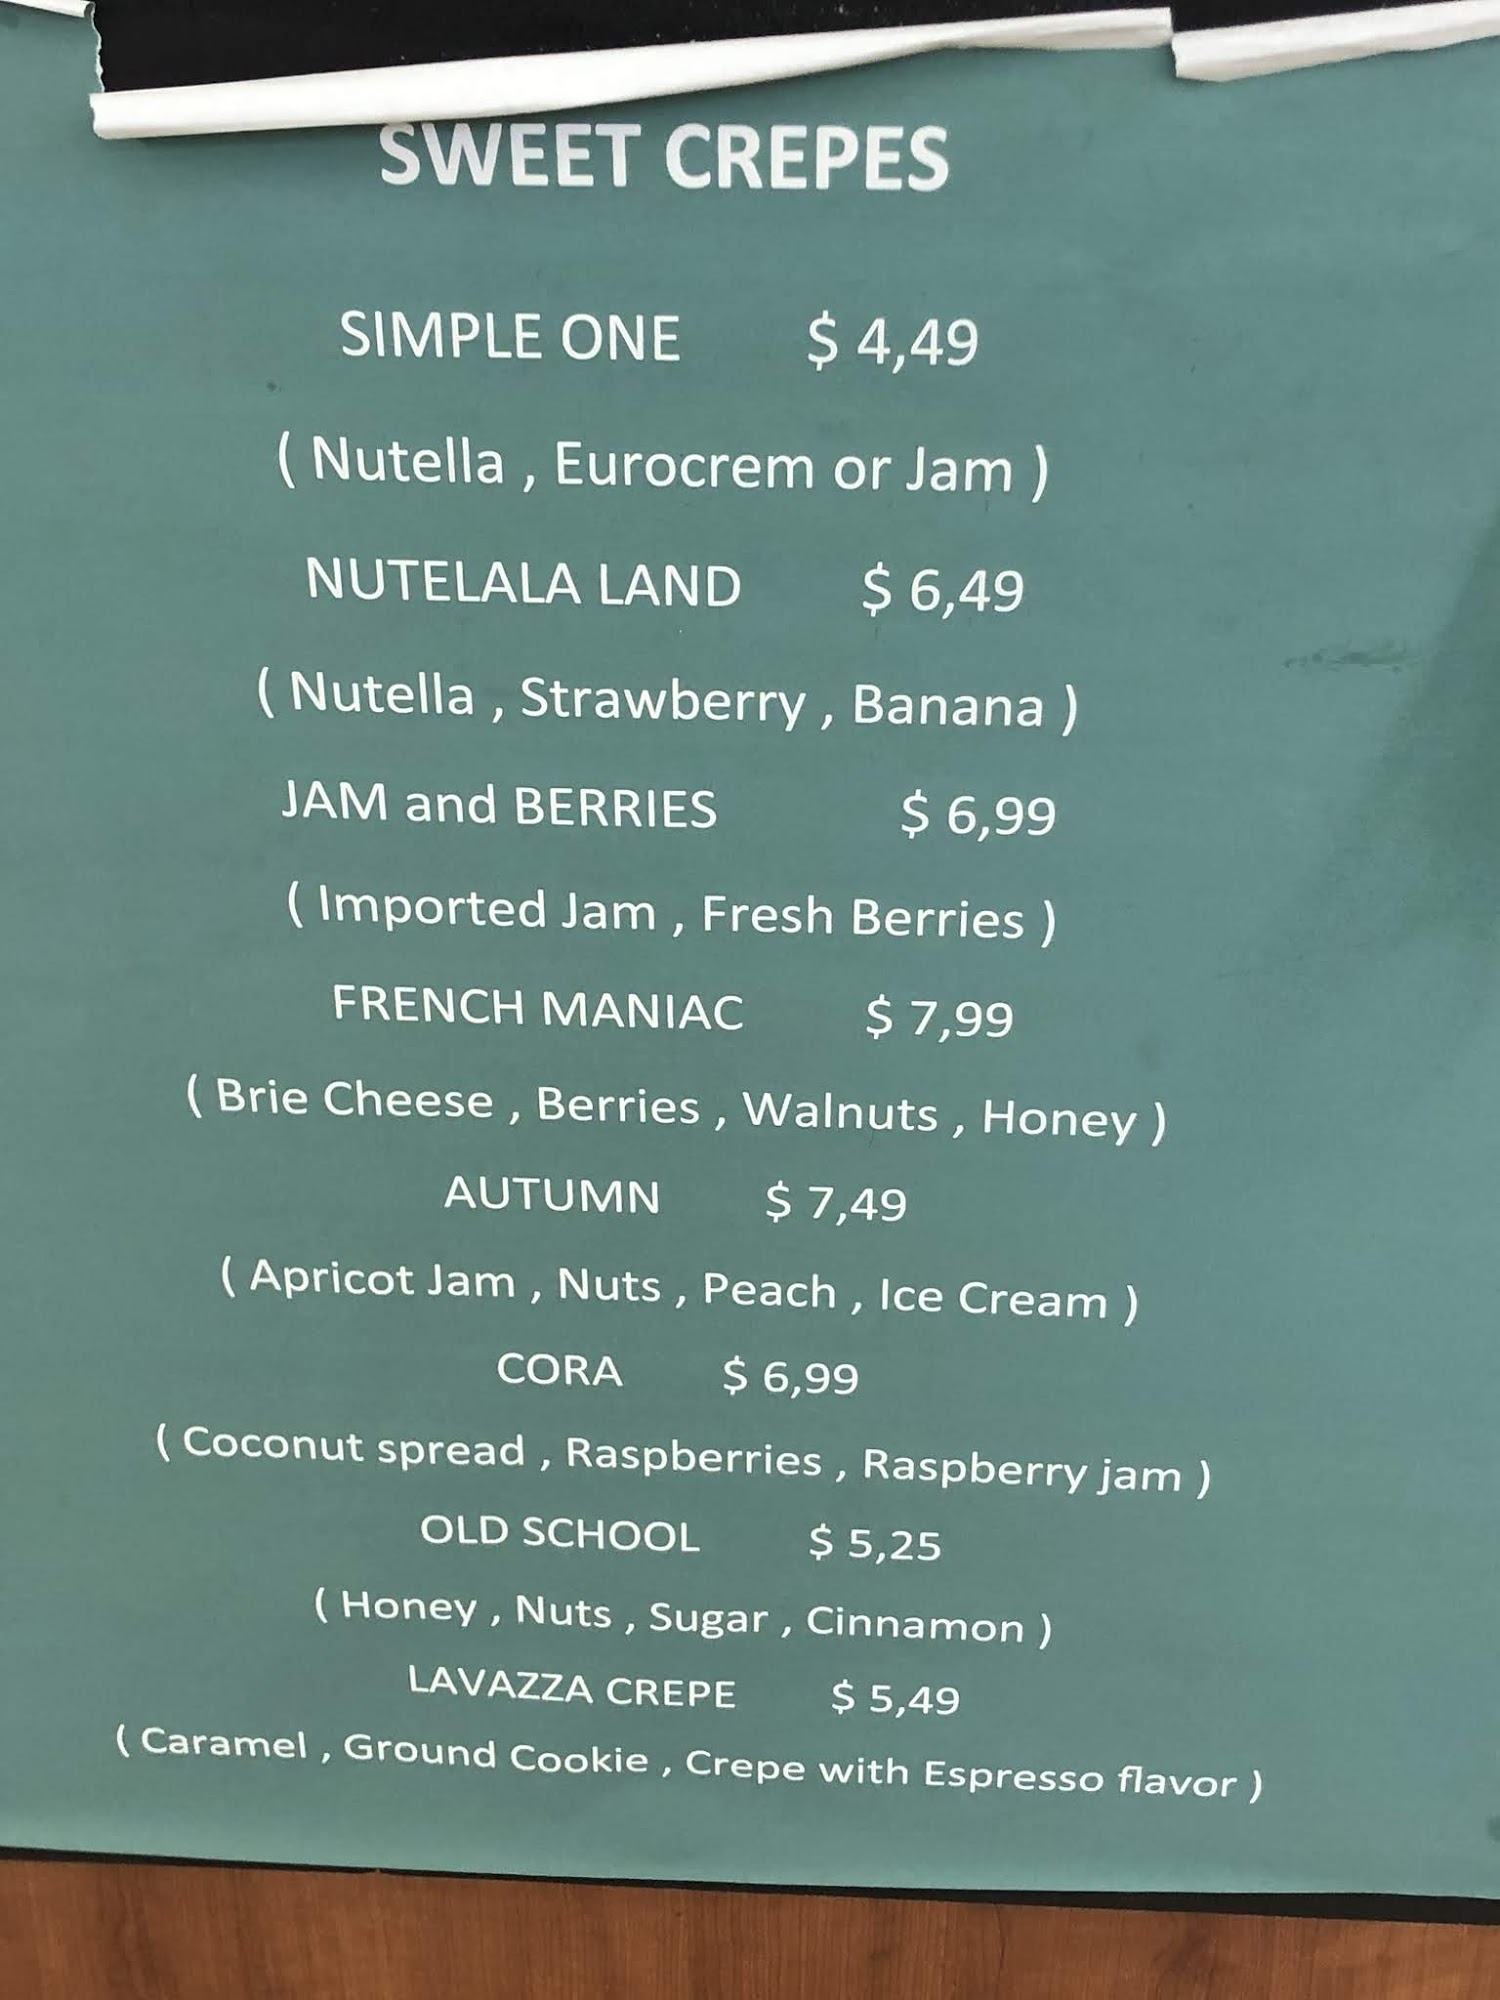 SWEET CREPES
SIMPLE ONE $ 4,49
( Nutella , Eurocrem or Jam )
NUTELALA LAND $ 6,49
( Nutella , Strawberry , Banana )
JAM and BERRIES $ 6,99
( Imported Jam , Fresh Berries )
FRENCH MANIAC $ 7,99
( Brie Cheese , Berries , Walnuts , Honey )
AUTUMN $ 7,49
( Apricot Jam , Nuts , Peach , Ice Cream )
CORA $ 6,99
( Coconut spread , Raspberries , Raspberry jam )
OLD SCHOOL $ 5,25
( Honey , Nuts , Sugar , Cinnamon )
LAVAZZA CREPE $ 5,49
( Caramel , Ground Cookie , Crepe with Espresso flavor )